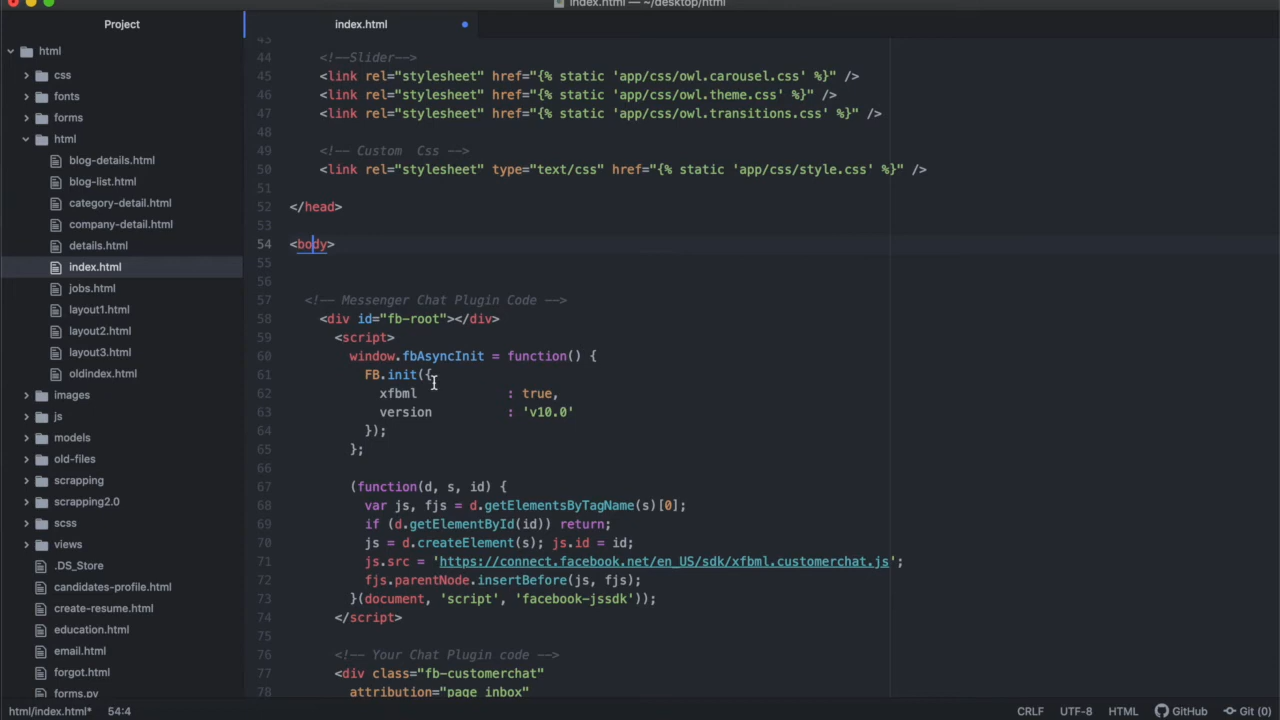 index.html — ~/desktop/html
Project
html
css
fonts
forms
html
blog-details.html
blog-list.html
category-detail.html
company-detail.html
details.html
index.html
jobs.html
layout1.html
layout2.html
layout3.html
oldindex.html
images
js
models
old-files
scrapping
scrapping2.0
scss
views
.DS_Store
candidates-profile.html
create-resume.html
education.html
email.html
forgot.html
forms.py
index.html
43
44 <!--Slider-->
45 <link rel="stylesheet" href="{% static 'app/css/owl.carousel.css' %}" />
46 <link rel="stylesheet" href="{% static 'app/css/owl.theme.css' %}" />
47 <link rel="stylesheet" href="{% static 'app/css/owl.transitions.css' %}" />
48
49 <!-- Custom  Css -->
50 <link rel="stylesheet" type="text/css" href="{% static 'app/css/style.css' %}" />
51
52 </head>
53
54 <body>
55
56
57 <!-- Messenger Chat Plugin Code -->
58 <div id="fb-root"></div>
59 <script>
60 window.fbAsyncInit = function() {
61 FB.init({
62 xfbml            : true,
63 version          : 'v10.0'
64 });
65 };
66
67 (function(d, s, id) {
68 var js, fjs = d.getElementsByTagName(s)[0];
69 if (d.getElementById(id)) return;
70 js = d.createElement(s); js.id = id;
71 js.src = 'https://connect.facebook.net/en_US/sdk/xfbml.customerchat.js';
72 fjs.parentNode.insertBefore(js, fjs);
73 }(document, 'script', 'facebook-jssdk'));
74 </script>
75
76 <!-- Your Chat Plugin code -->
77 <div class="fb-customerchat"
78 attribution="page_inbox"
html/index.html* 54:4 CRLF UTF-8 HTML GitHub Git (0)